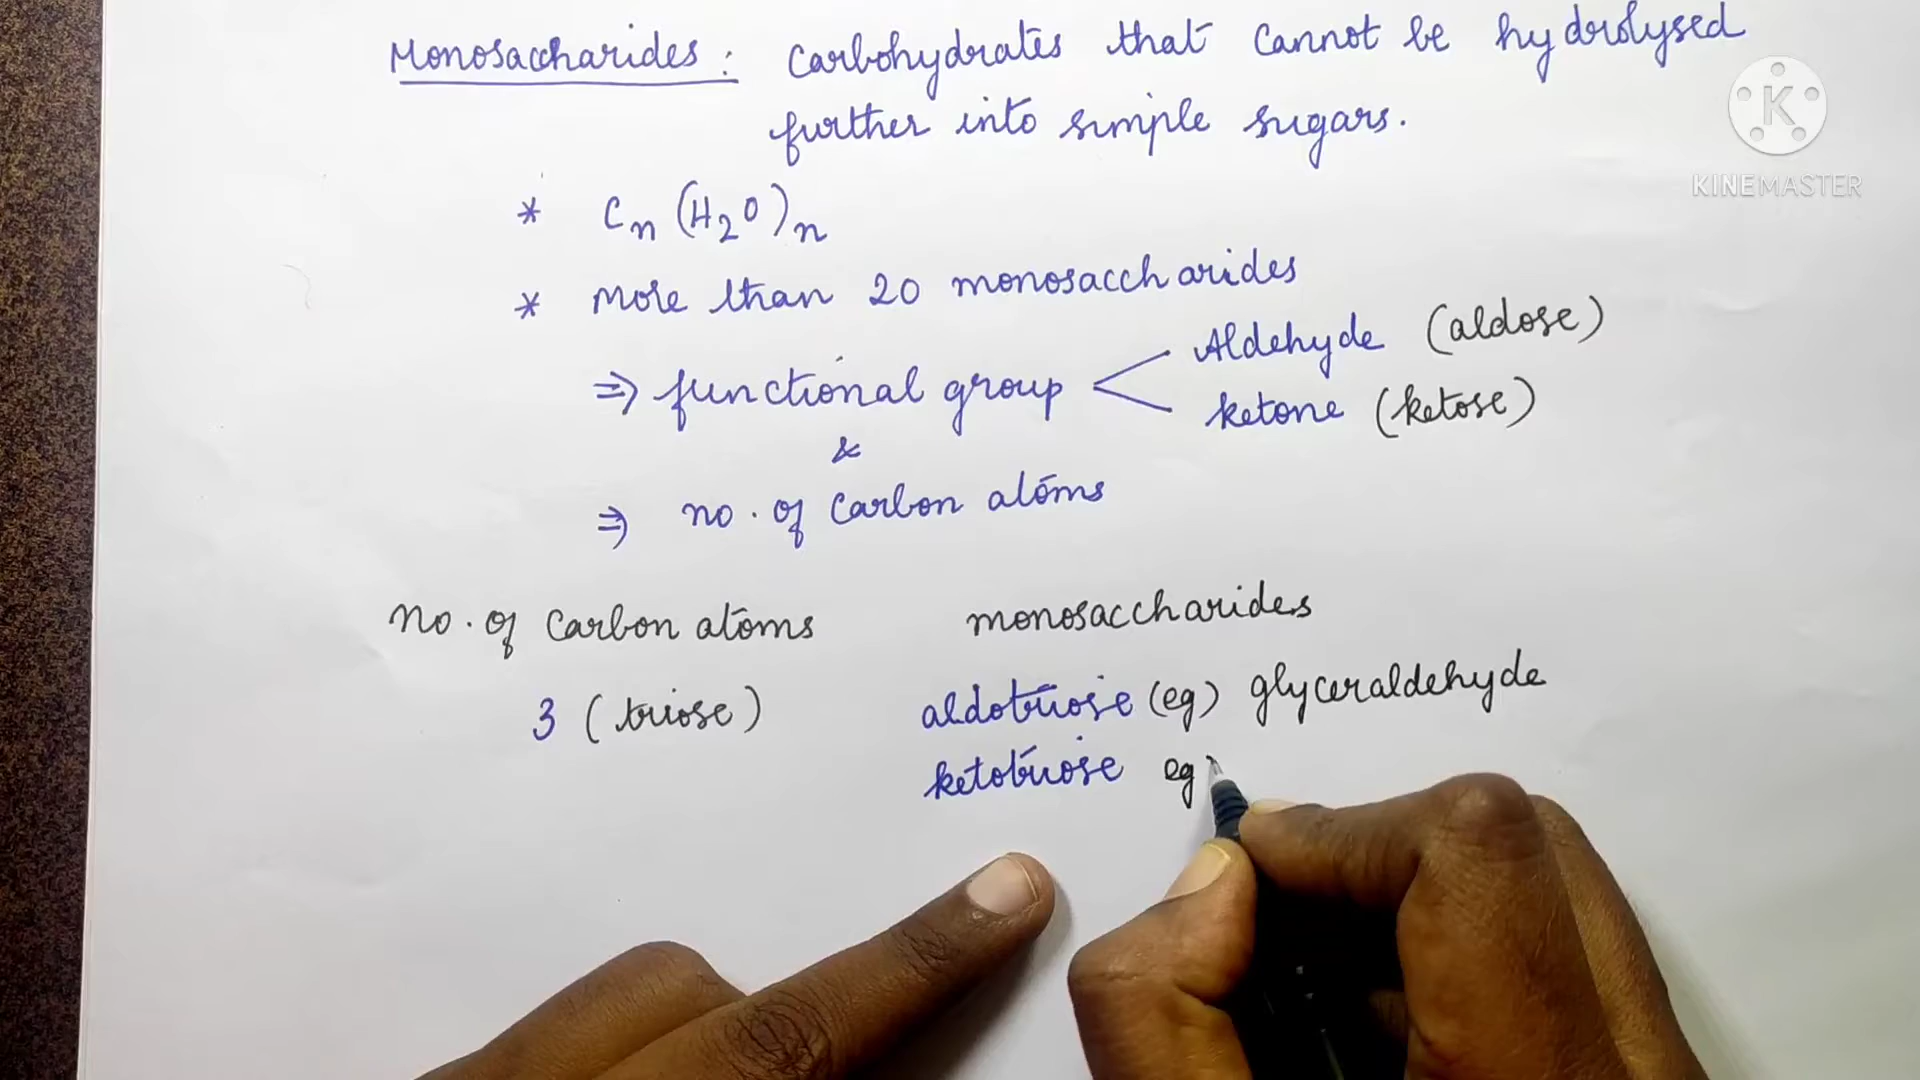 Monosaccharides : Carbohydrates that cannot be hydrolysed
further into simple sugars.
* Cn (H2O)n
* More than 20 monosaccharides
⇒ functional group
Aldehyde (aldose)
ketone (ketose)
&
⇒ no. of carbon atoms
No. of carbon atoms monosaccharides
3 (triose) aldotriose (eg) glyceraldehyde
ketotriose eg)
K
KINEMASTER